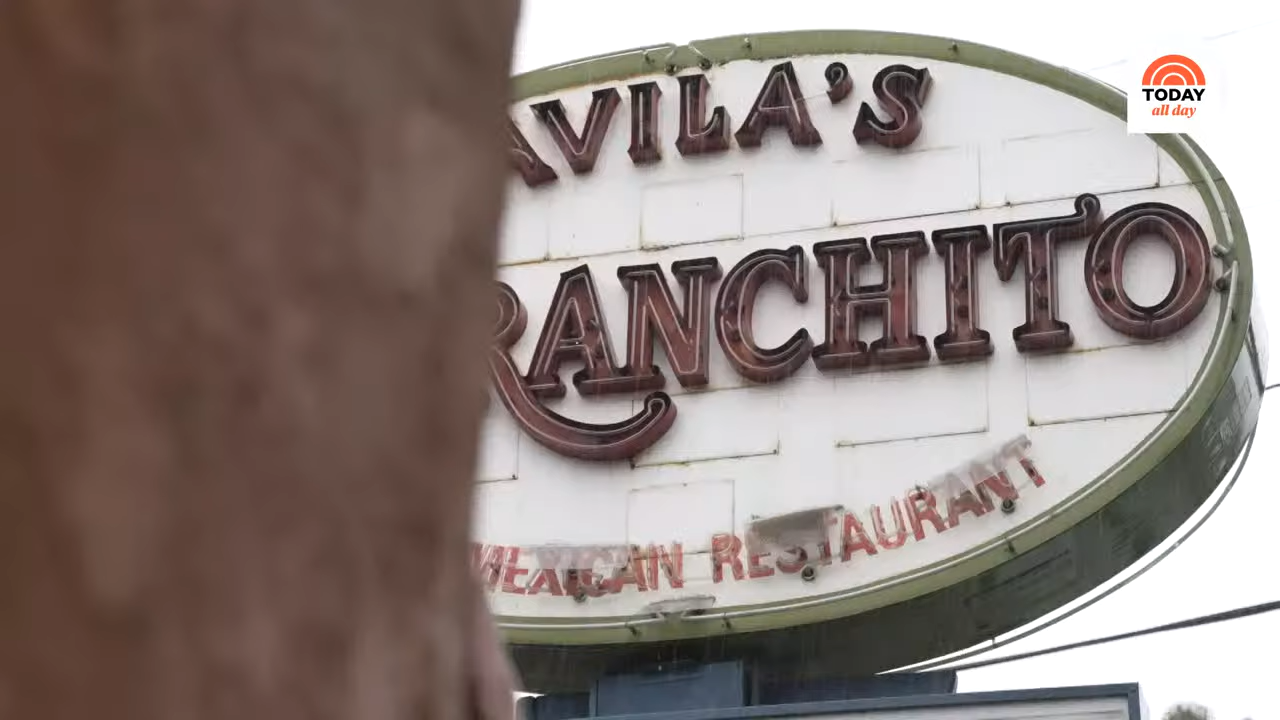 AVILA'S
RANCHITO
MEXICAN RESTAURANT
TODAY
all day